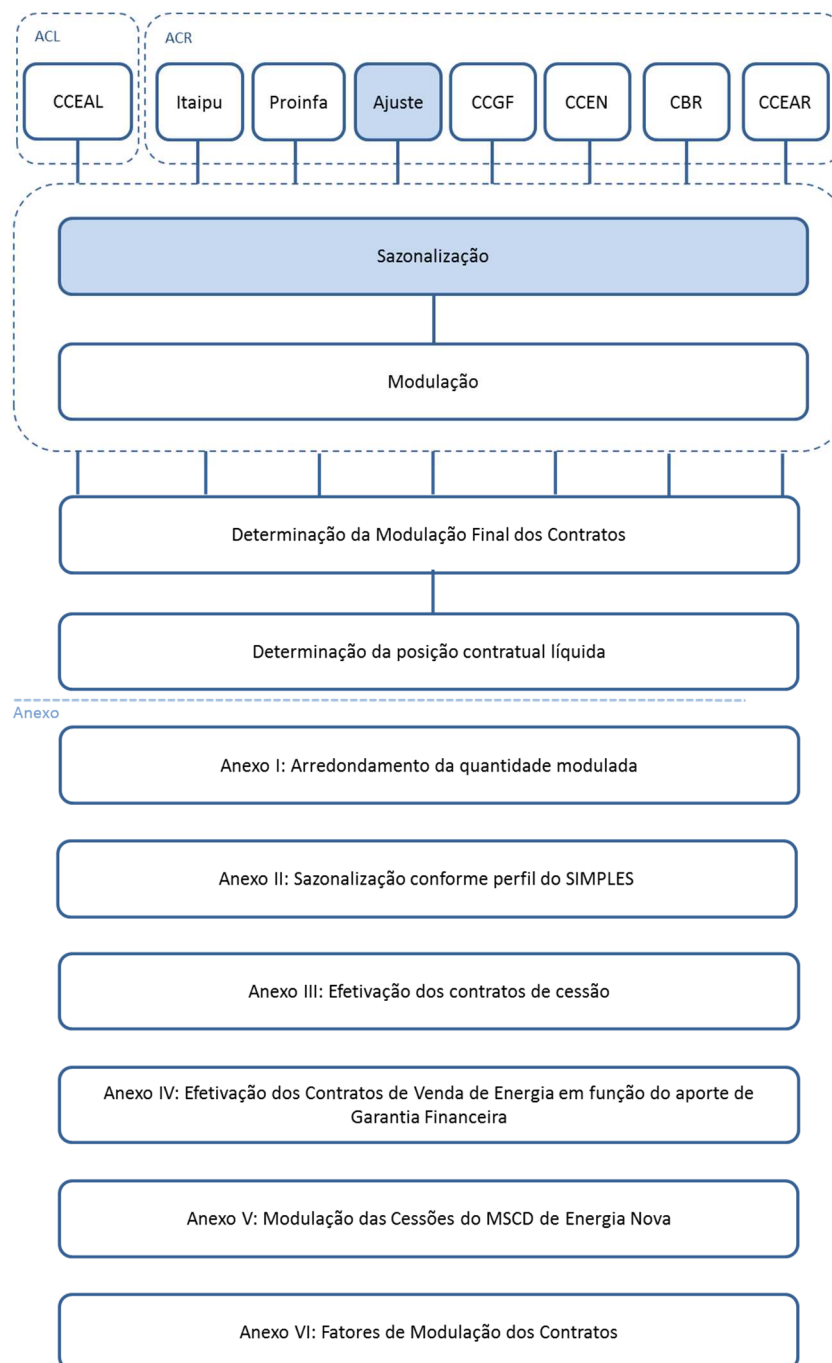 ACL
ACR
CCEAL
Itaipu
Proinfa
Ajuste
CCGF
CCEN
CBR
CCEAR
Sazonalização
Modulação
Determinação da Modulação Final dos Contratos
Determinação da posição contratual líquida
Anexo
Anexo I: Arredondamento da quantidade modulada
Anexo II: Sazonalização conforme perfil do SIMPLES
Anexo III: Efetivação dos contratos de cessão
Anexo IV: Efetivação dos Contratos de Venda de Energia em função do aporte de
Garantia Financeira
Anexo V: Modulação das Cessões do MSCD de Energia Nova
Anexo VI: Fatores de Modulação dos Contratos